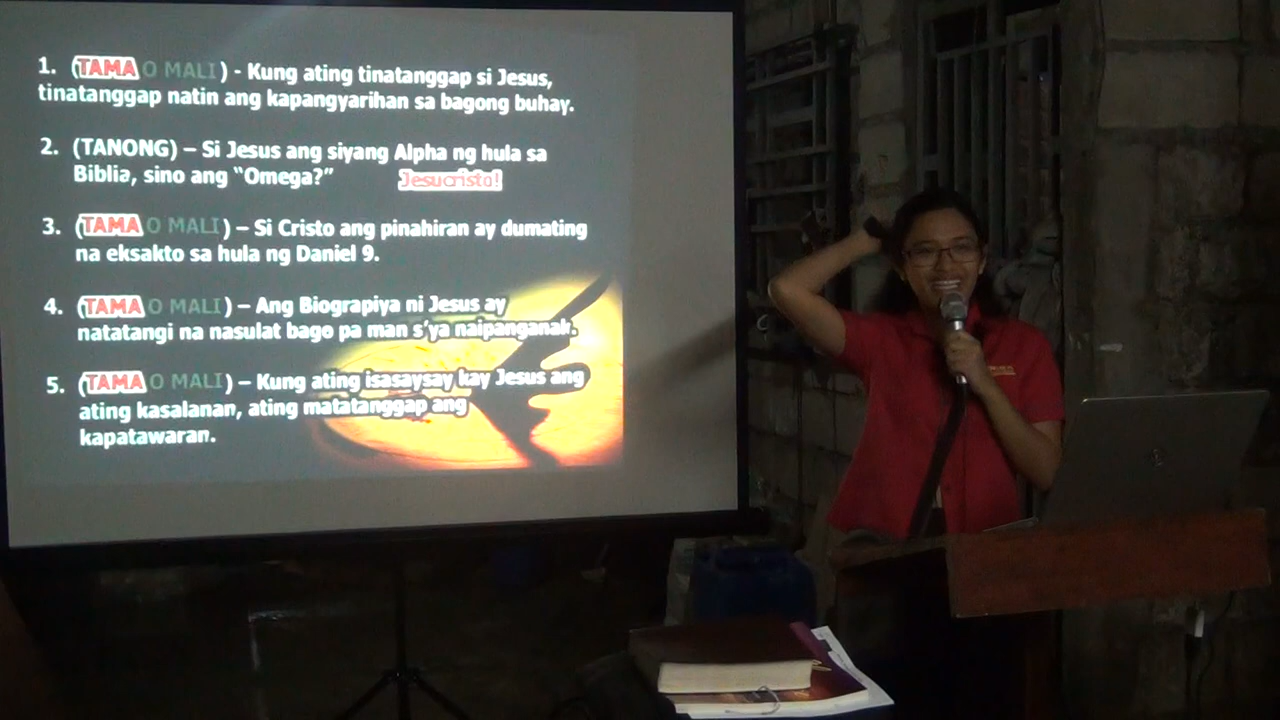 1. (TAMA O MALI) - Kung ating tinatanggap si Jesus,
tinatanggap natin ang kapangyarihan sa bagong buhay.
2. (TANONG) – Si Jesus ang siyang Alpha ng hula sa
Biblia, sino ang “Omega?” Jesucristo!
3. (TAMA O MALI) – Si Cristo ang pinahiran ay dumating
na eksakto sa hula ng Daniel 9.
4. (TAMA O MALI) – Ang Biograpiya ni Jesus ay
natatangi na nasulat bago pa man s’ya naipanganak.
5. (TAMA O MALI) – Kung ating isasaysay kay Jesus ang
ating kasalanan, ating matatanggap ang
kapatawaran.